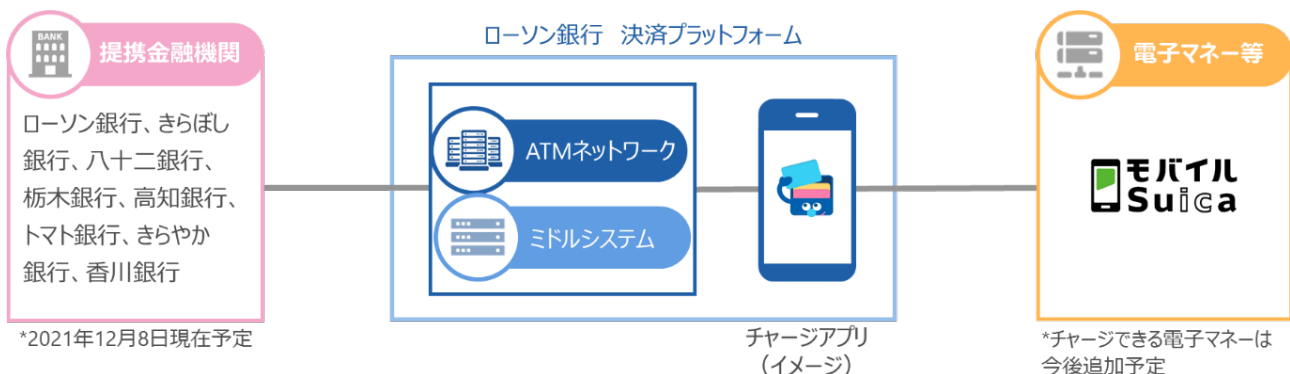 ローソン銀行　決済プラットフォーム
BANK
提携金融機関
ローソン銀行、きらぼし
銀行、八十二銀行、
栃木銀行、高知銀行、
トマト銀行、きらやか
銀行、香川銀行
*2021年12月8日現在予定
ATMネットワーク
ミドルシステム
チャージアプリ
（イメージ）
電子マネー等
モバイル
Suica
*チャージできる電子マネーは
今後追加予定